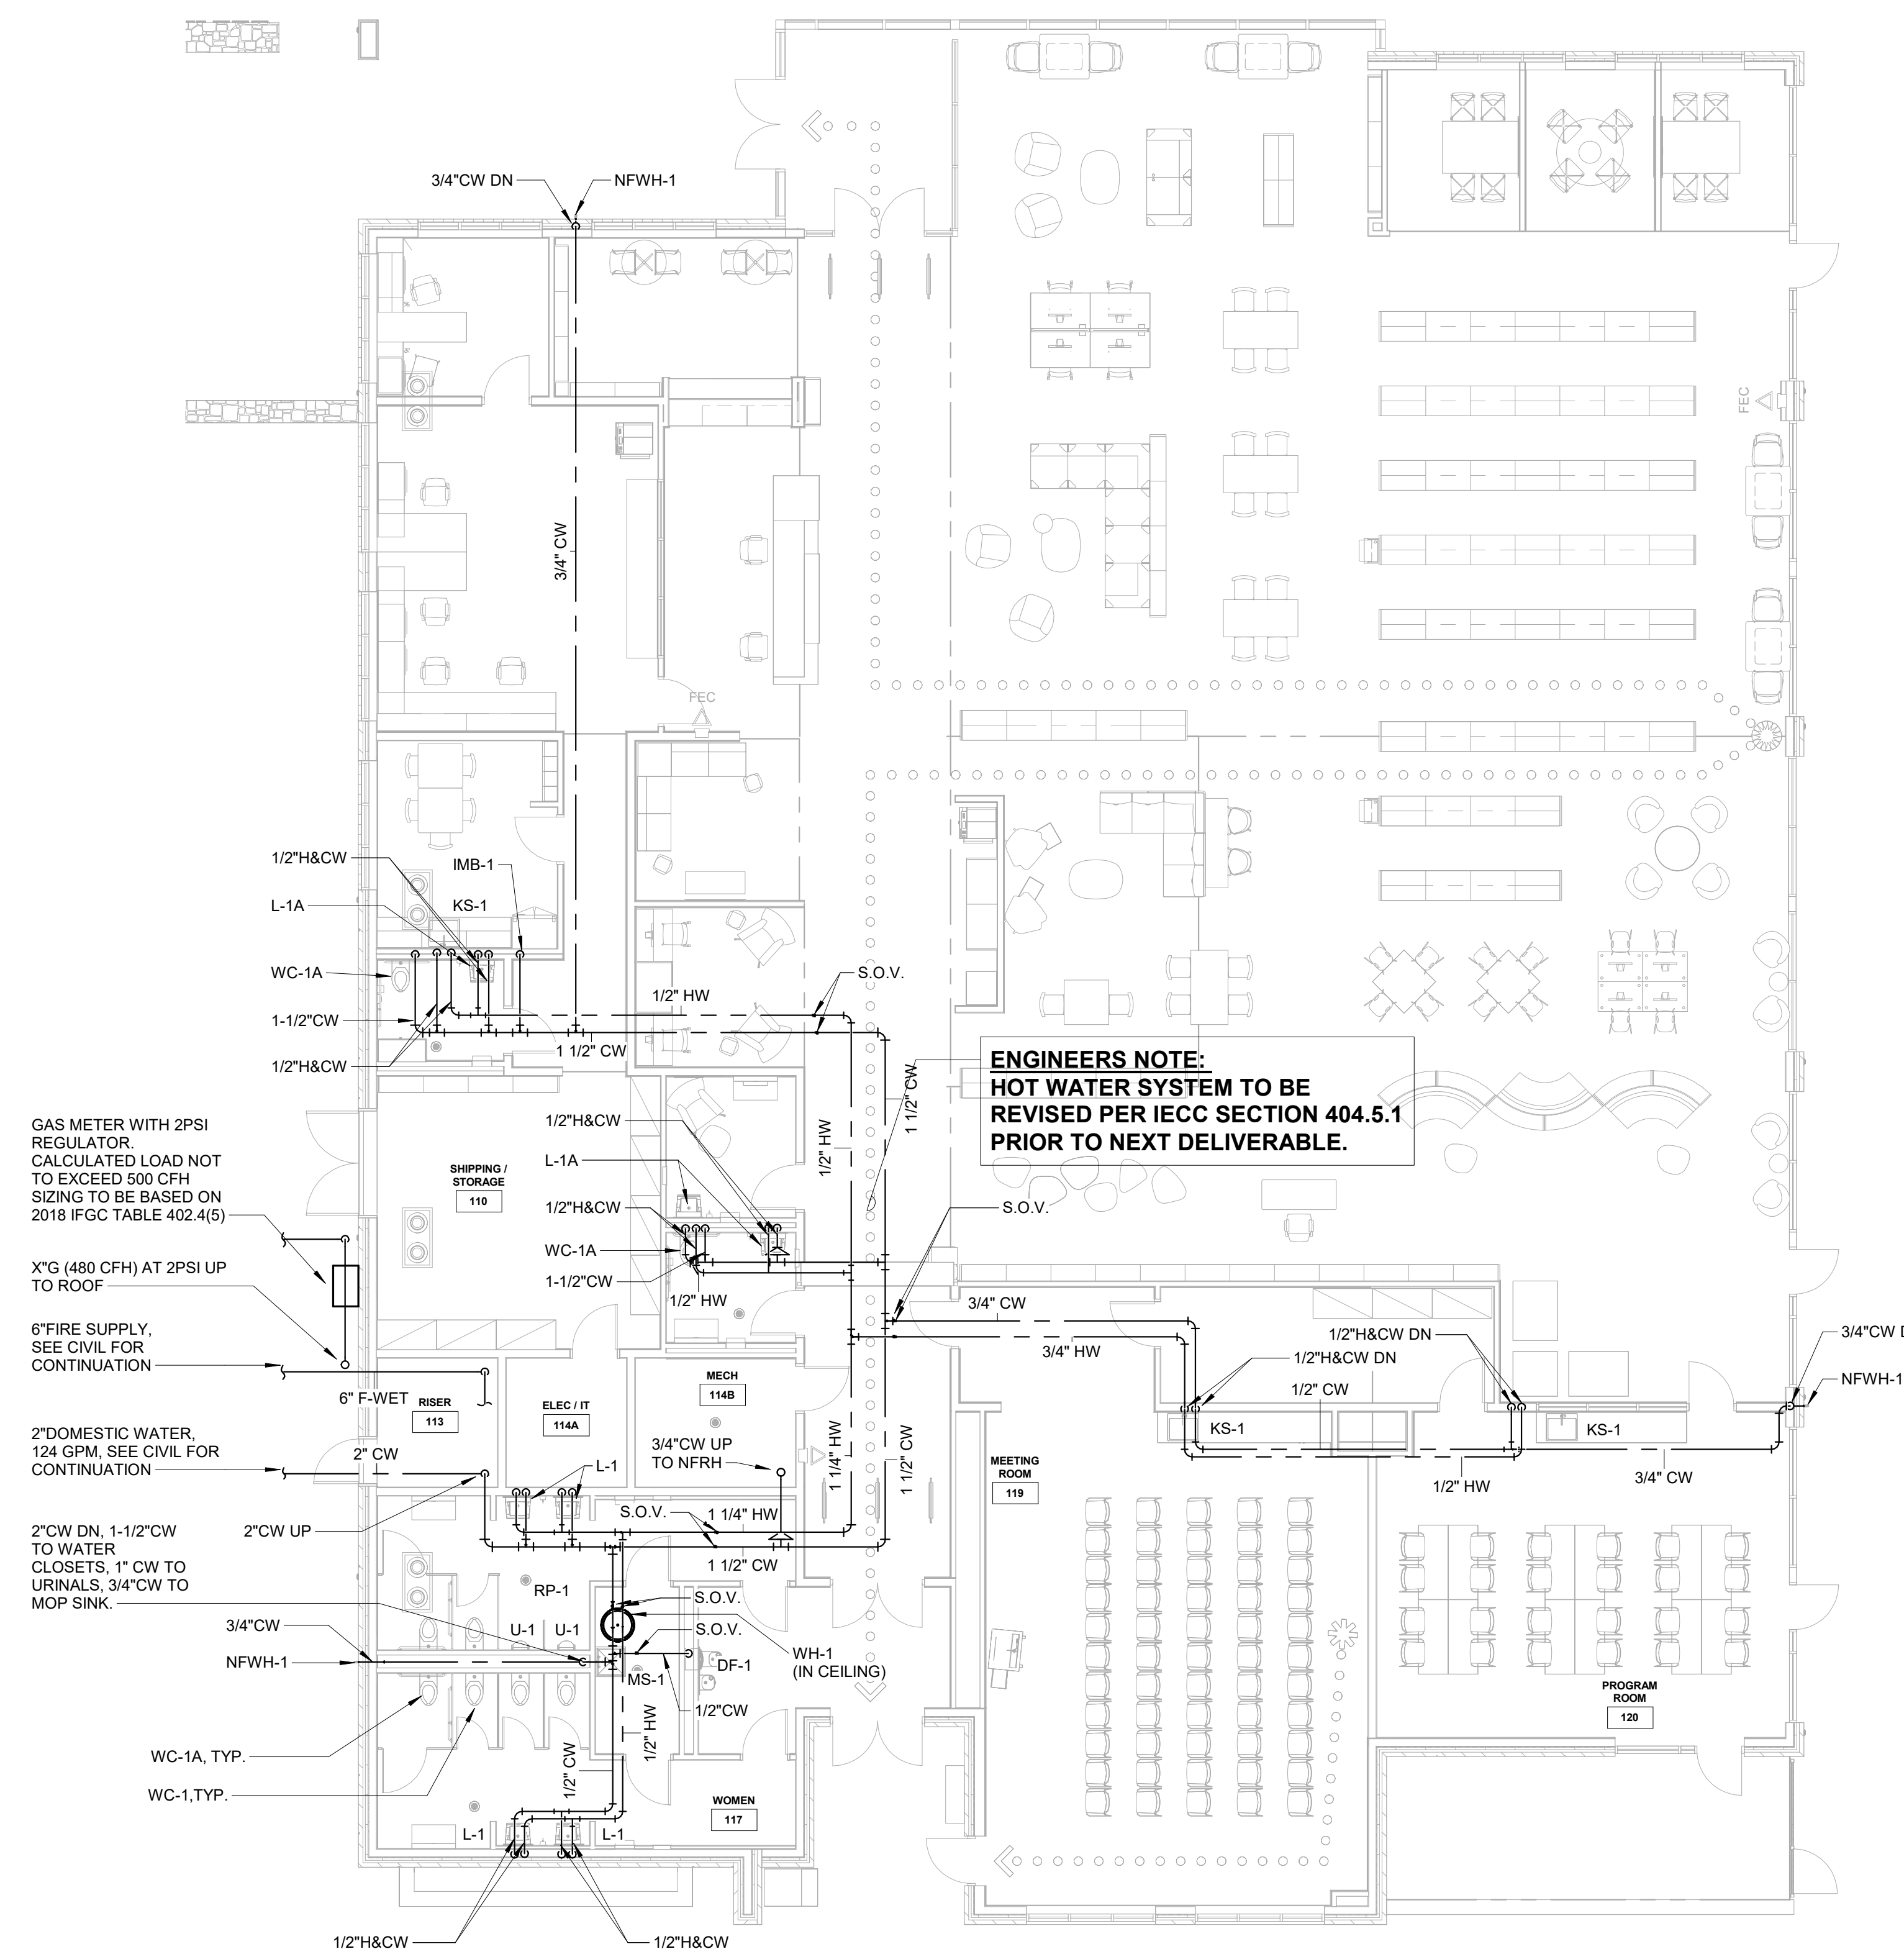 3/4"CW DN
NFWH-1
3/4" CW
FEC
FEC
1/2"H&CW
IMB-1
L-1A
KS-1
WC-1A
S.O.V.
1/2" HW
1-1/2"CW
1 1/2" CW
1/2"H&CW
1 1/2" CW
ENGINEERS NOTE:
HOT WATER SYSTEM TO BE
REVISED PER IECC SECTION 404.5.1
PRIOR TO NEXT DELIVERABLE.
GAS METER WITH 2PSI
REGULATOR.
CALCULATED LOAD NOT
TO EXCEED 500 CFH
SIZING TO BE BASED ON
2018 IFGC TABLE 402.4(5)
1/2"H&CW
1/2" HW
L-1A
SHIPPING /
STORAGE
110
1/2"H&CW
S.O.V.
WC-1A
1-1/2"CW
X"G (480 CFH) AT 2PSI UP
TO ROOF
1/2" HW
3/4" CW
6"FIRE SUPPLY,
SEE CIVIL FOR
CONTINUATION
1/2"H&CW DN
3/4"CW D
3/4" HW
1/2"H&CW DN
MECH
114B
NFWH-1
6" F-WET
RISER
113
ELEC / IT
114A
1/2" CW
KS-1
KS-1
2"DOMESTIC WATER,
124 GPM, SEE CIVIL FOR
CONTINUATION
2" CW
3/4"CW UP
TO NFRH
1 1/4" HW
1 1/2" CW
L-1
MEETING
ROOM
119
1/2" HW
3/4" CW
S.O.V.
1 1/4" HW
2"CW UP
2"CW DN, 1-1/2"CW
TO WATER
CLOSETS, 1" CW TO
URINALS, 3/4"CW TO
MOP SINK.
1 1/2" CW
RP-1
S.O.V.
3/4"CW
U-1
U-1
S.O.V.
WH-1
(IN CEILING)
NFWH-1
MS-1
DF-1
1/2"CW
PROGRAM
ROOM
120
1/2" HW
WC-1A, TYP.
1/2" CW
WC-1,TYP.
WOMEN
117
L-1
L-1
1/2"H&CW
1/2"H&CW